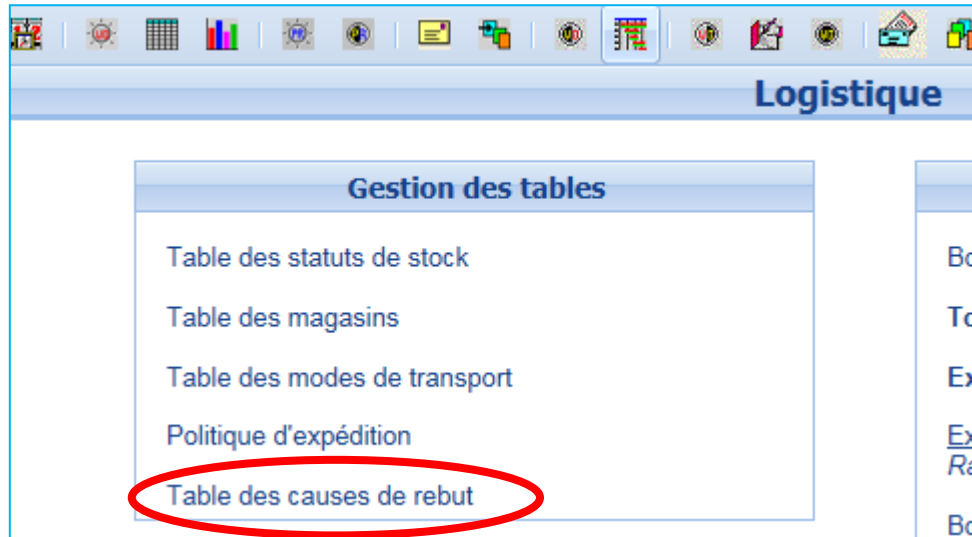 Logistique
Gestion des tables
Table des statuts de stock
Table des magasins
Table des modes de transport
Politique d'expédition
Table des causes de rebut